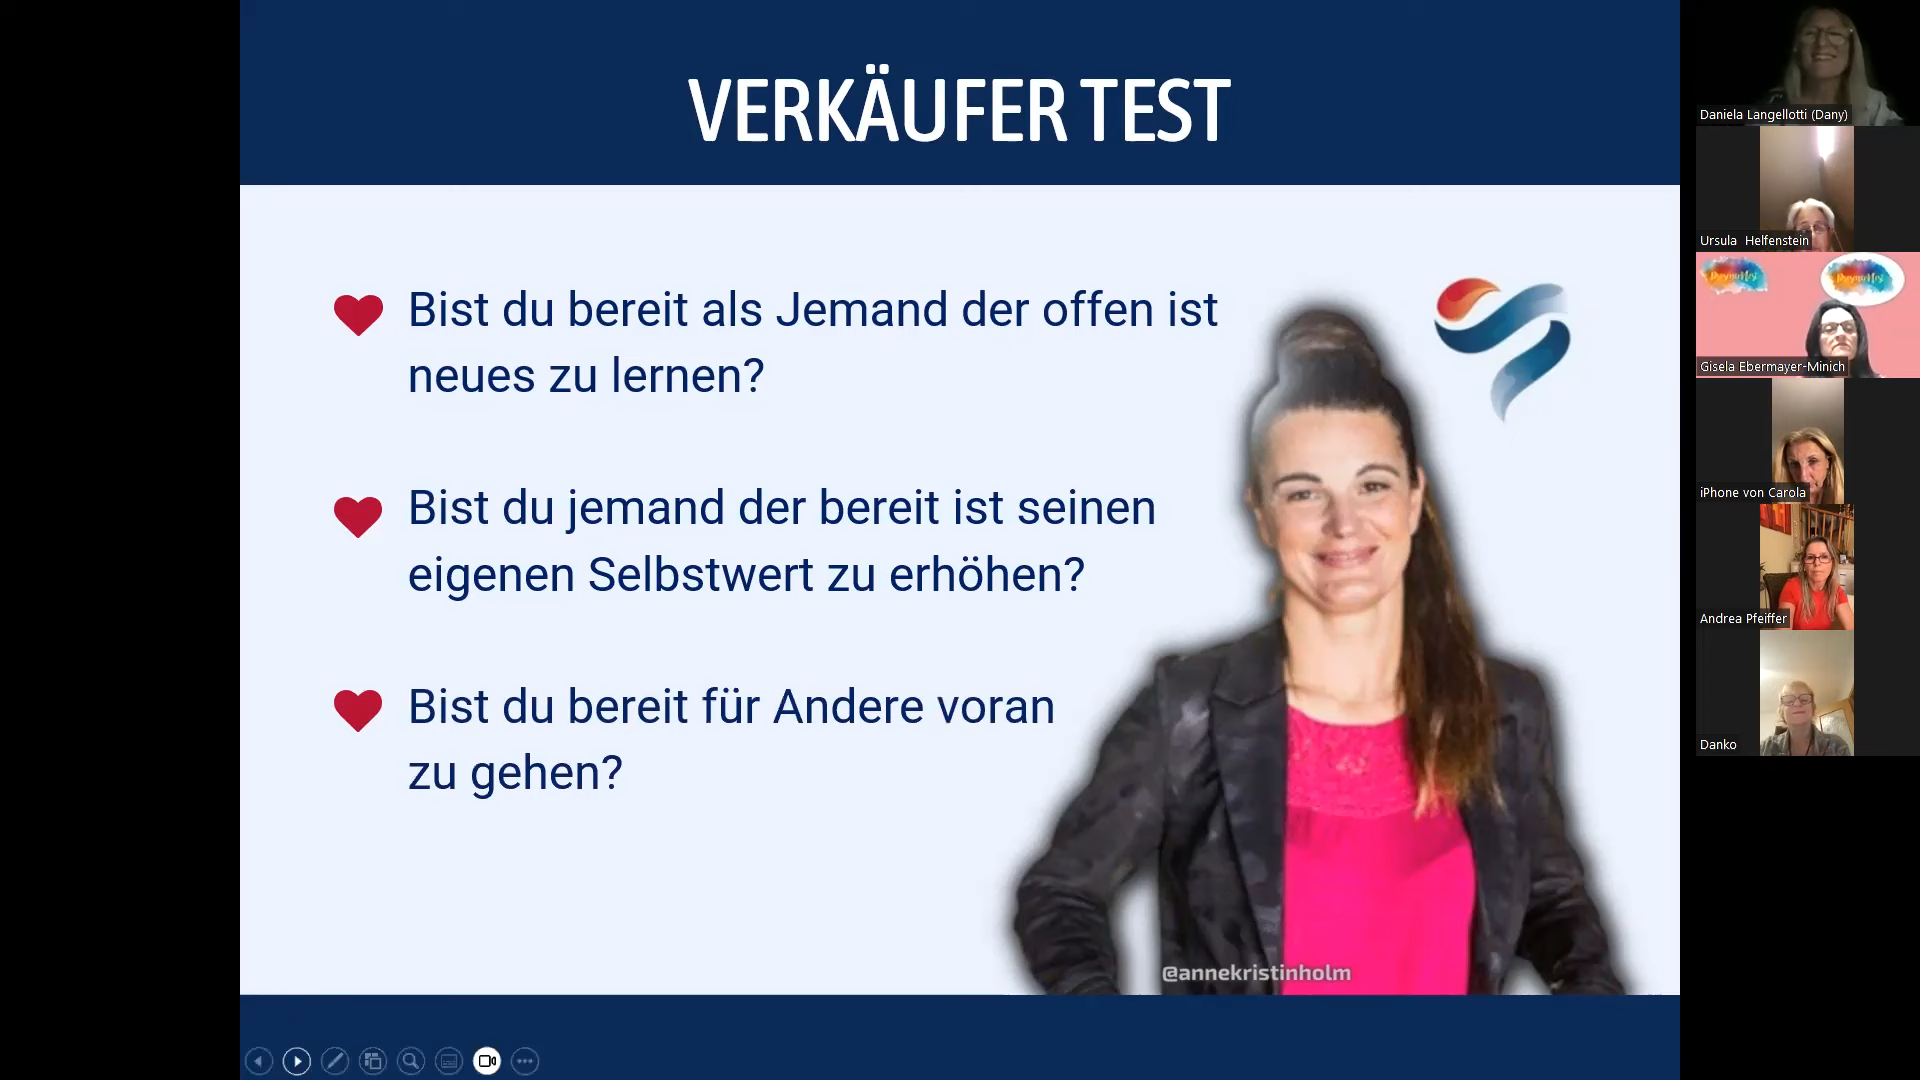 VERKÄUFER TEST
Bist du bereit als Jemand der offen ist
neues zu lernen?
Bist du jemand der bereit ist seinen
eigenen Selbstwert zu erhöhen?
Bist du bereit für Andere voran
zu gehen?
@annekristinholm
Daniela Langellotti (Dany)
Ursula Helfenstein
Gisela Ebermayer-Minich
iPhone von Carola
Andrea Pfeiffer
Danko